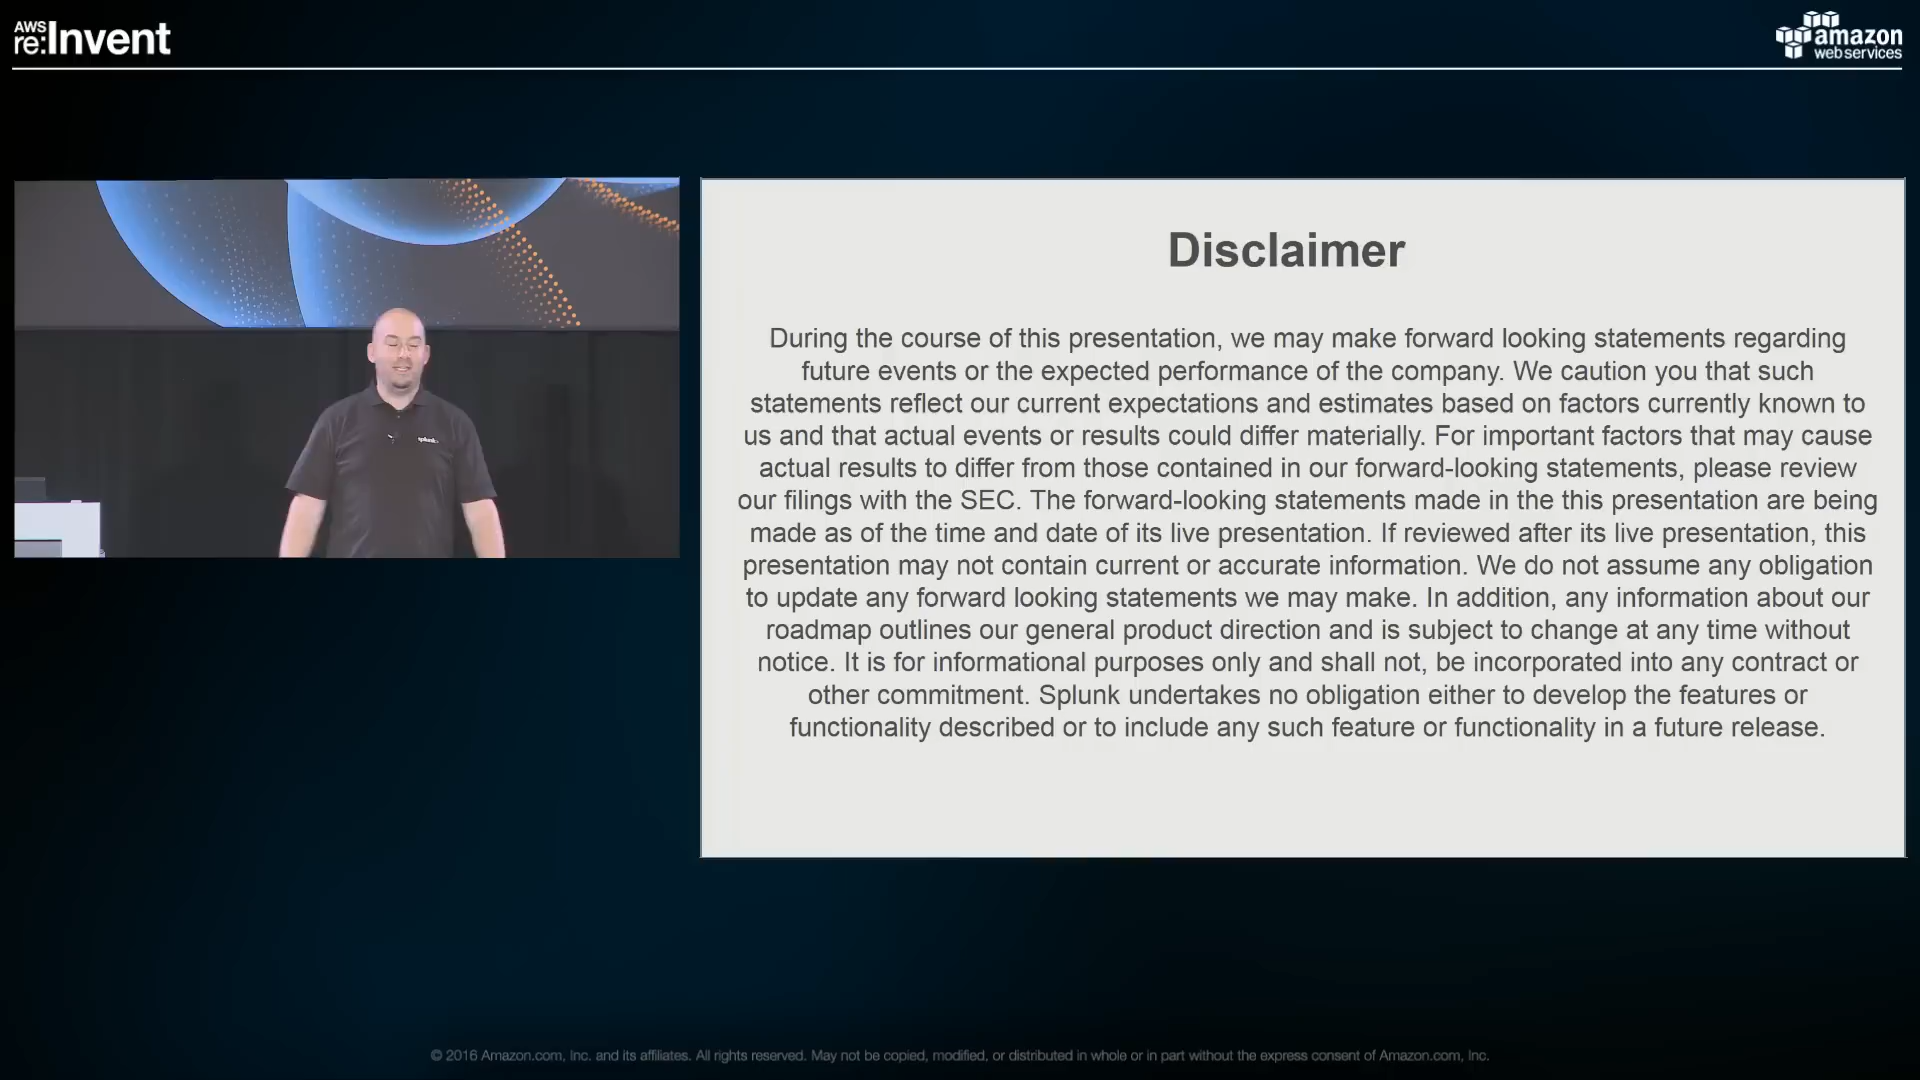 AWS
re:Invent
amazon
web services
splunk>
Disclaimer
During the course of this presentation, we may make forward looking statements regarding
future events or the expected performance of the company. We caution you that such
statements reflect our current expectations and estimates based on factors currently known to
us and that actual events or results could differ materially. For important factors that may cause
actual results to differ from those contained in our forward-looking statements, please review
our filings with the SEC. The forward-looking statements made in the this presentation are being
made as of the time and date of its live presentation. If reviewed after its live presentation, this
presentation may not contain current or accurate information. We do not assume any obligation
to update any forward looking statements we may make. In addition, any information about our
roadmap outlines our general product direction and is subject to change at any time without
notice. It is for informational purposes only and shall not, be incorporated into any contract or
other commitment. Splunk undertakes no obligation either to develop the features or
functionality described or to include any such feature or functionality in a future release.
© 2016 Amazon.com, Inc. and its affiliates. All rights reserved. May not be copied, modified, or distributed in whole or in part without the express consent of Amazon.com, Inc.